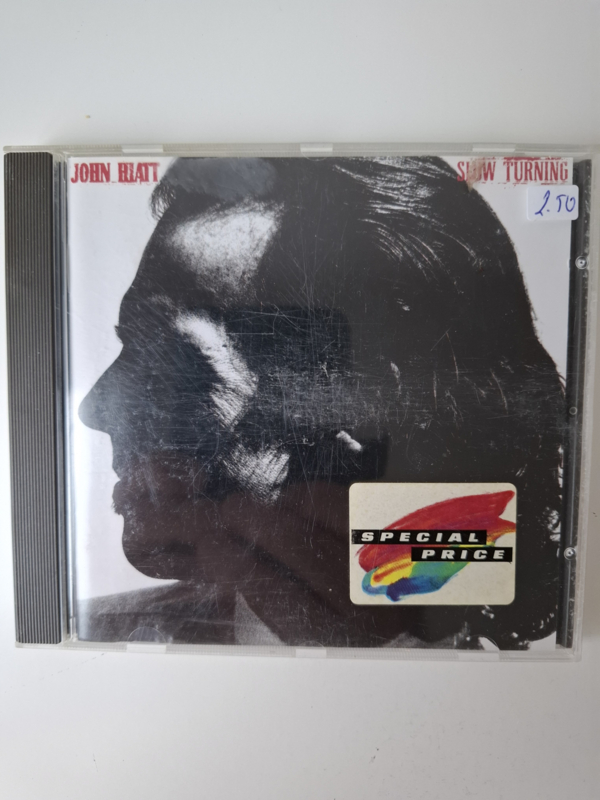 JOHN HIATT
SLOW TURNING
2.50
SPECIAL
PRICE